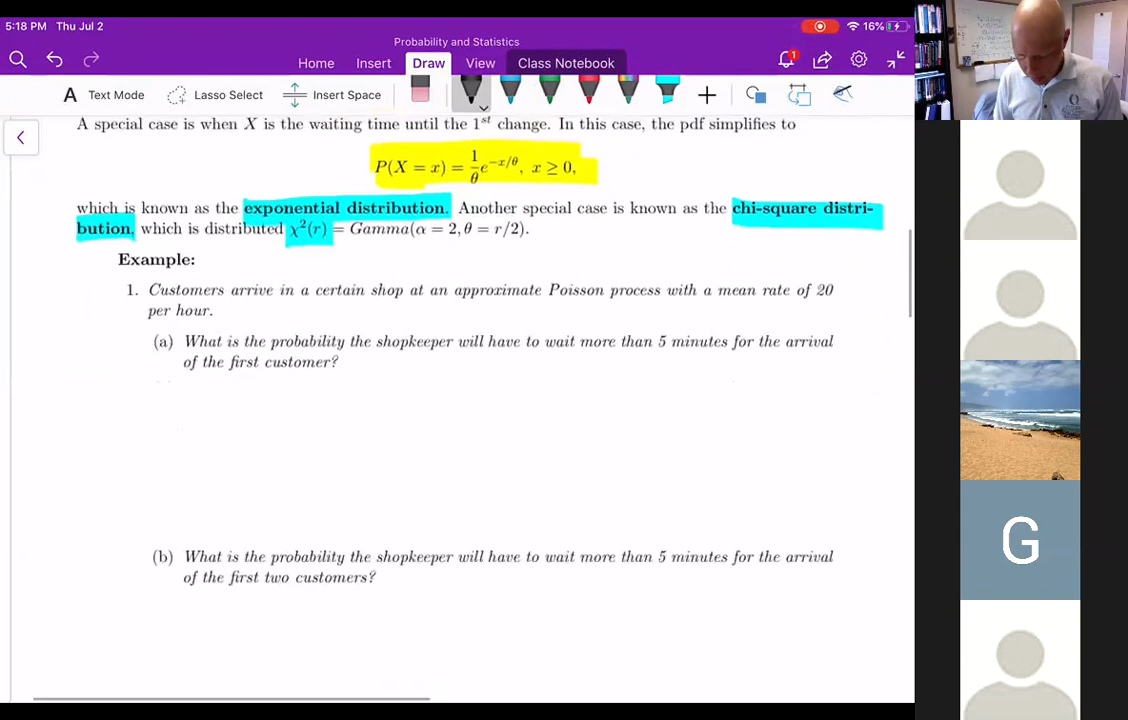 5:18 PM Thu Jul 2
16%
Probability and Statistics
Home Insert Draw View Class Notebook
1
A Text Mode Lasso Select Insert Space
A special case is when X is the waiting time until the 1st change. In this case, the pdf simplifies to
P(X = x) = 1/θ e^{−x/θ}, x ≥ 0,
which is known as the exponential distribution. Another special case is known as the chi-square distri-
bution, which is distributed χ²(r) = Gamma(α = 2, θ = r/2).
Example:
1. Customers arrive in a certain shop at an approximate Poisson process with a mean rate of 20
per hour.
(a) What is the probability the shopkeeper will have to wait more than 5 minutes for the arrival
of the first customer?
(b) What is the probability the shopkeeper will have to wait more than 5 minutes for the arrival
of the first two customers?
G